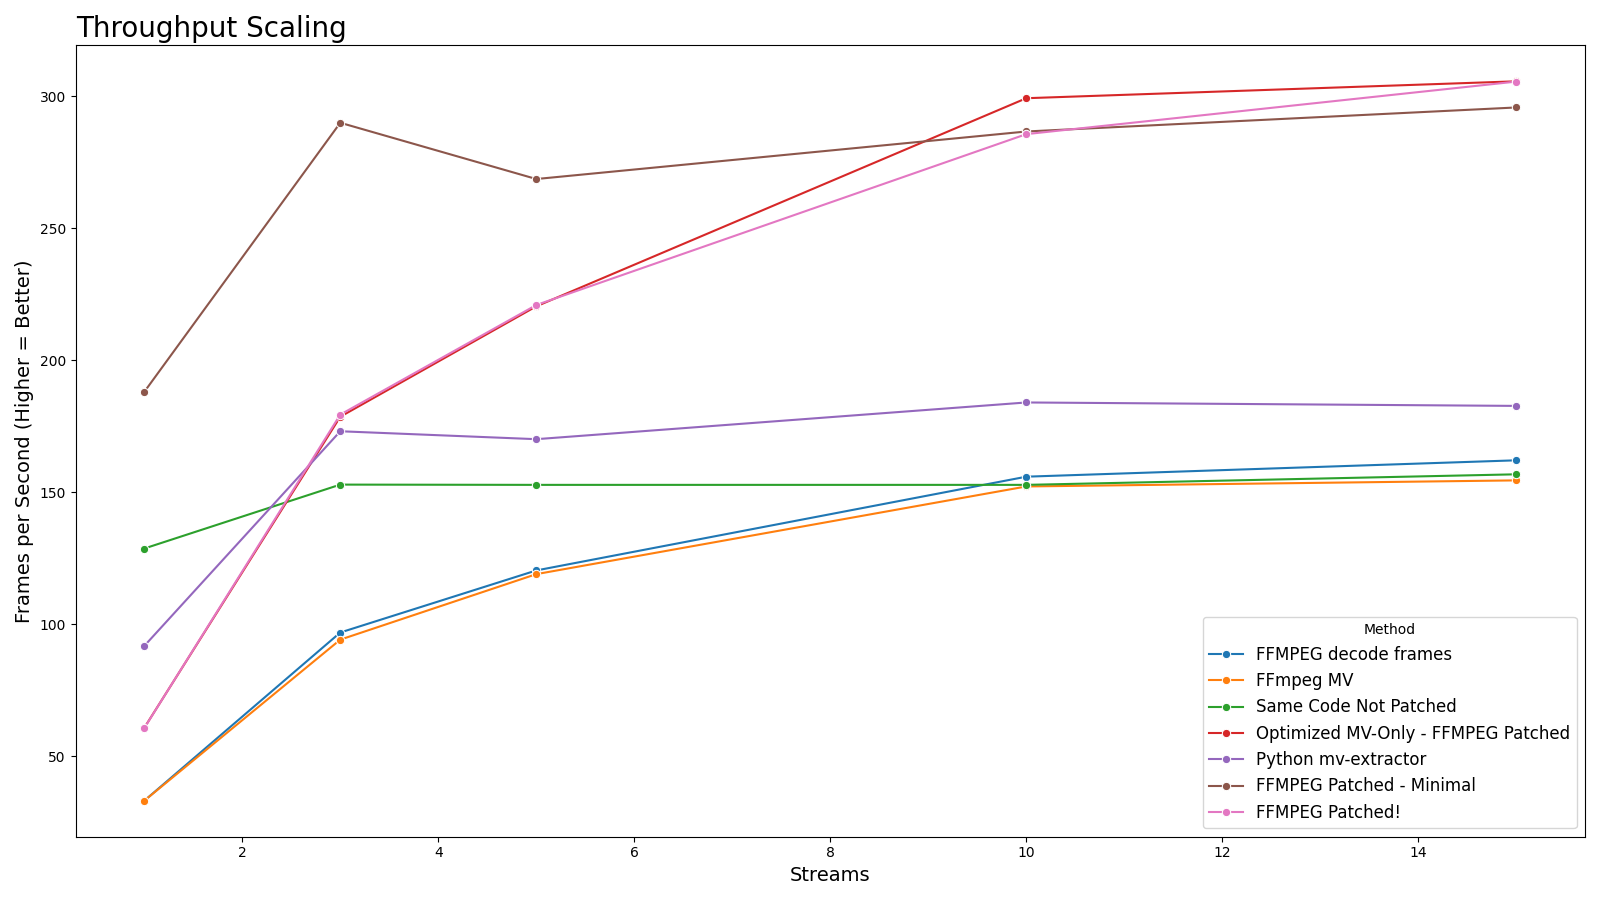 Throughput Scaling
Frames per Second (Higher = Better)
300
250
200
150
100
50
2
4
6
8
10
12
14
Streams
Method
FFMPEG decode frames
FFmpeg MV
Same Code Not Patched
Optimized MV-Only - FFMPEG Patched
Python mv-extractor
FFMPEG Patched - Minimal
FFMPEG Patched!